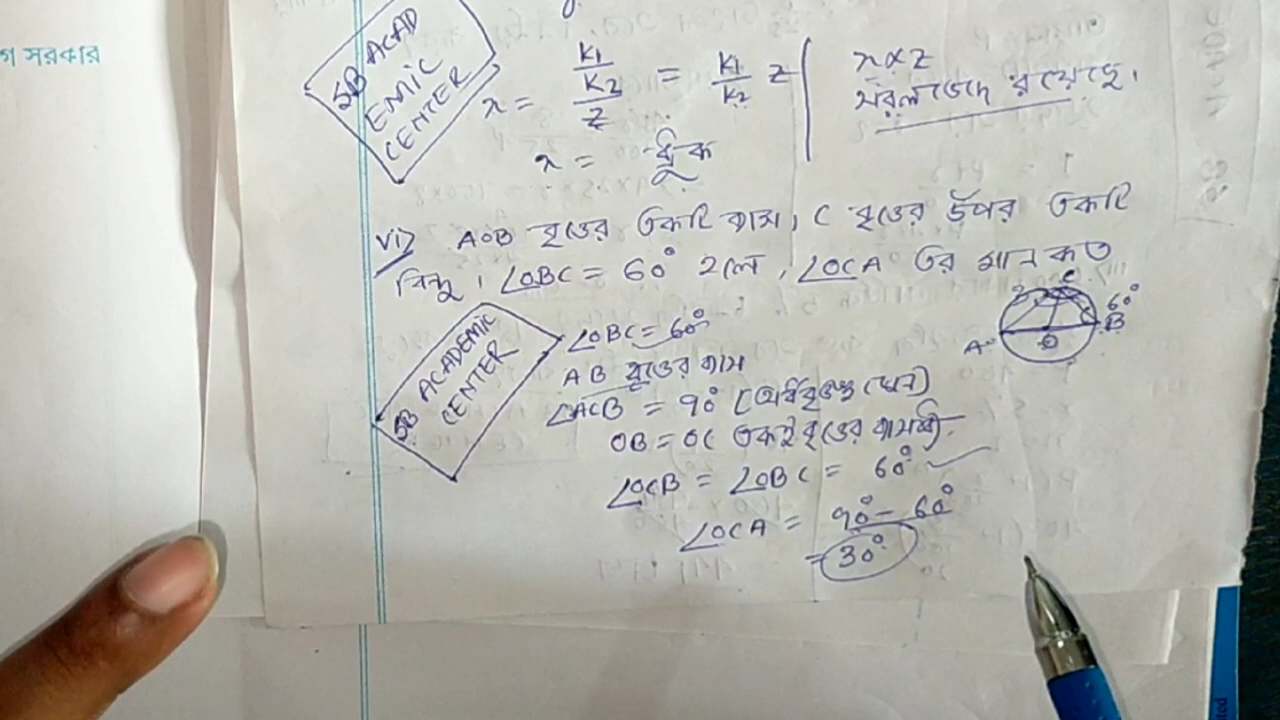 গ সরকার
SB ACAD
EMIC
CENTER
x = K1/K2/Z = K1/K2 Z
x ∝ Z
সরলভেদে রয়েছে।
x = ধ্রুবক
vi> AOB বৃত্তের একটি ব্যাস, C বৃত্তের উপর একটি
বিন্দু, ∠OBC = 60° হলে, ∠OCA এর মান কত
C
60°
B
A
O
SB ACADEMIC
CENTER
∠OBC = 60°
AB বৃত্তের ব্যাস
∠ACB = 90° [অর্ধবৃত্তস্থ কোন]
OB = OC একই বৃত্তের ব্যাসার্ধ
∠OCB = ∠OBC = 60°
∠OCA = 90° - 60°
= 30°